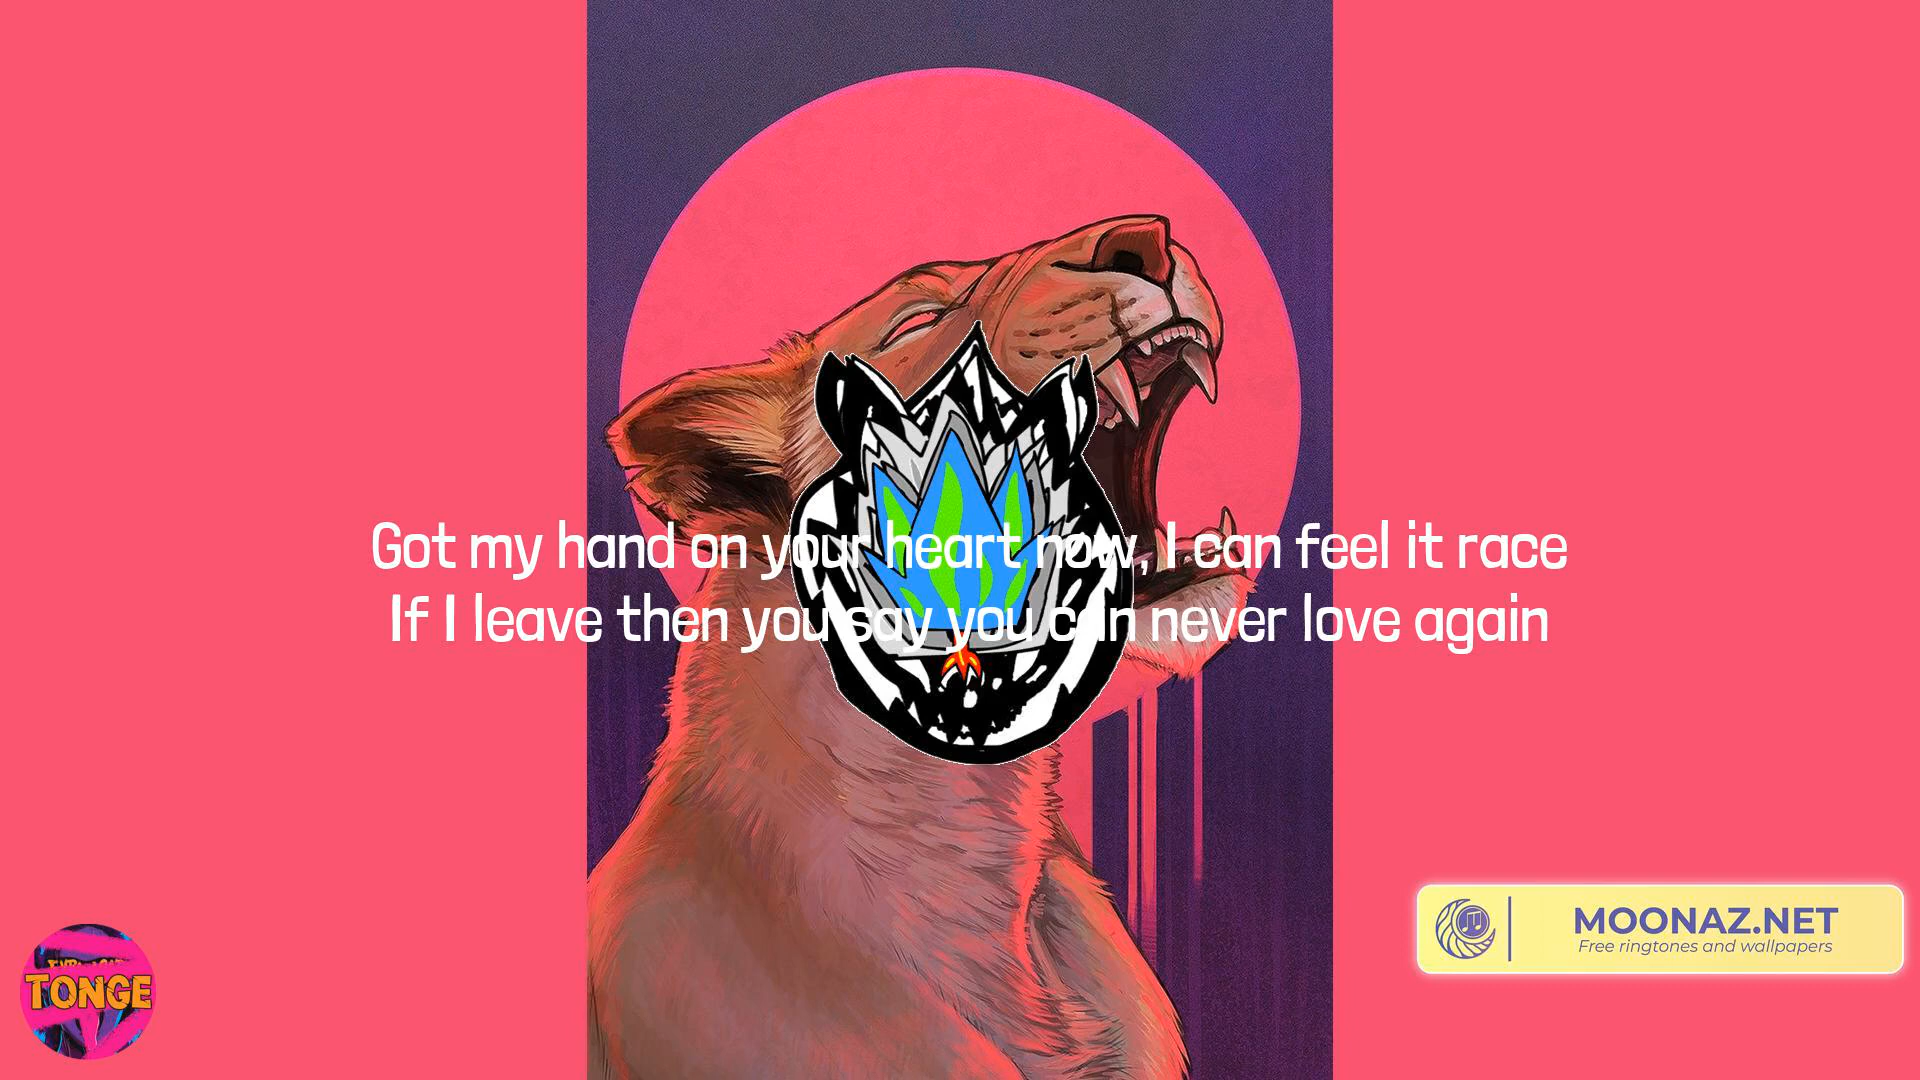 Got my hand on your heart now, I can feel it race
If I leave then you say you can never love again
MOONAZ.NET
Free ringtones and wallpapers
TONGE